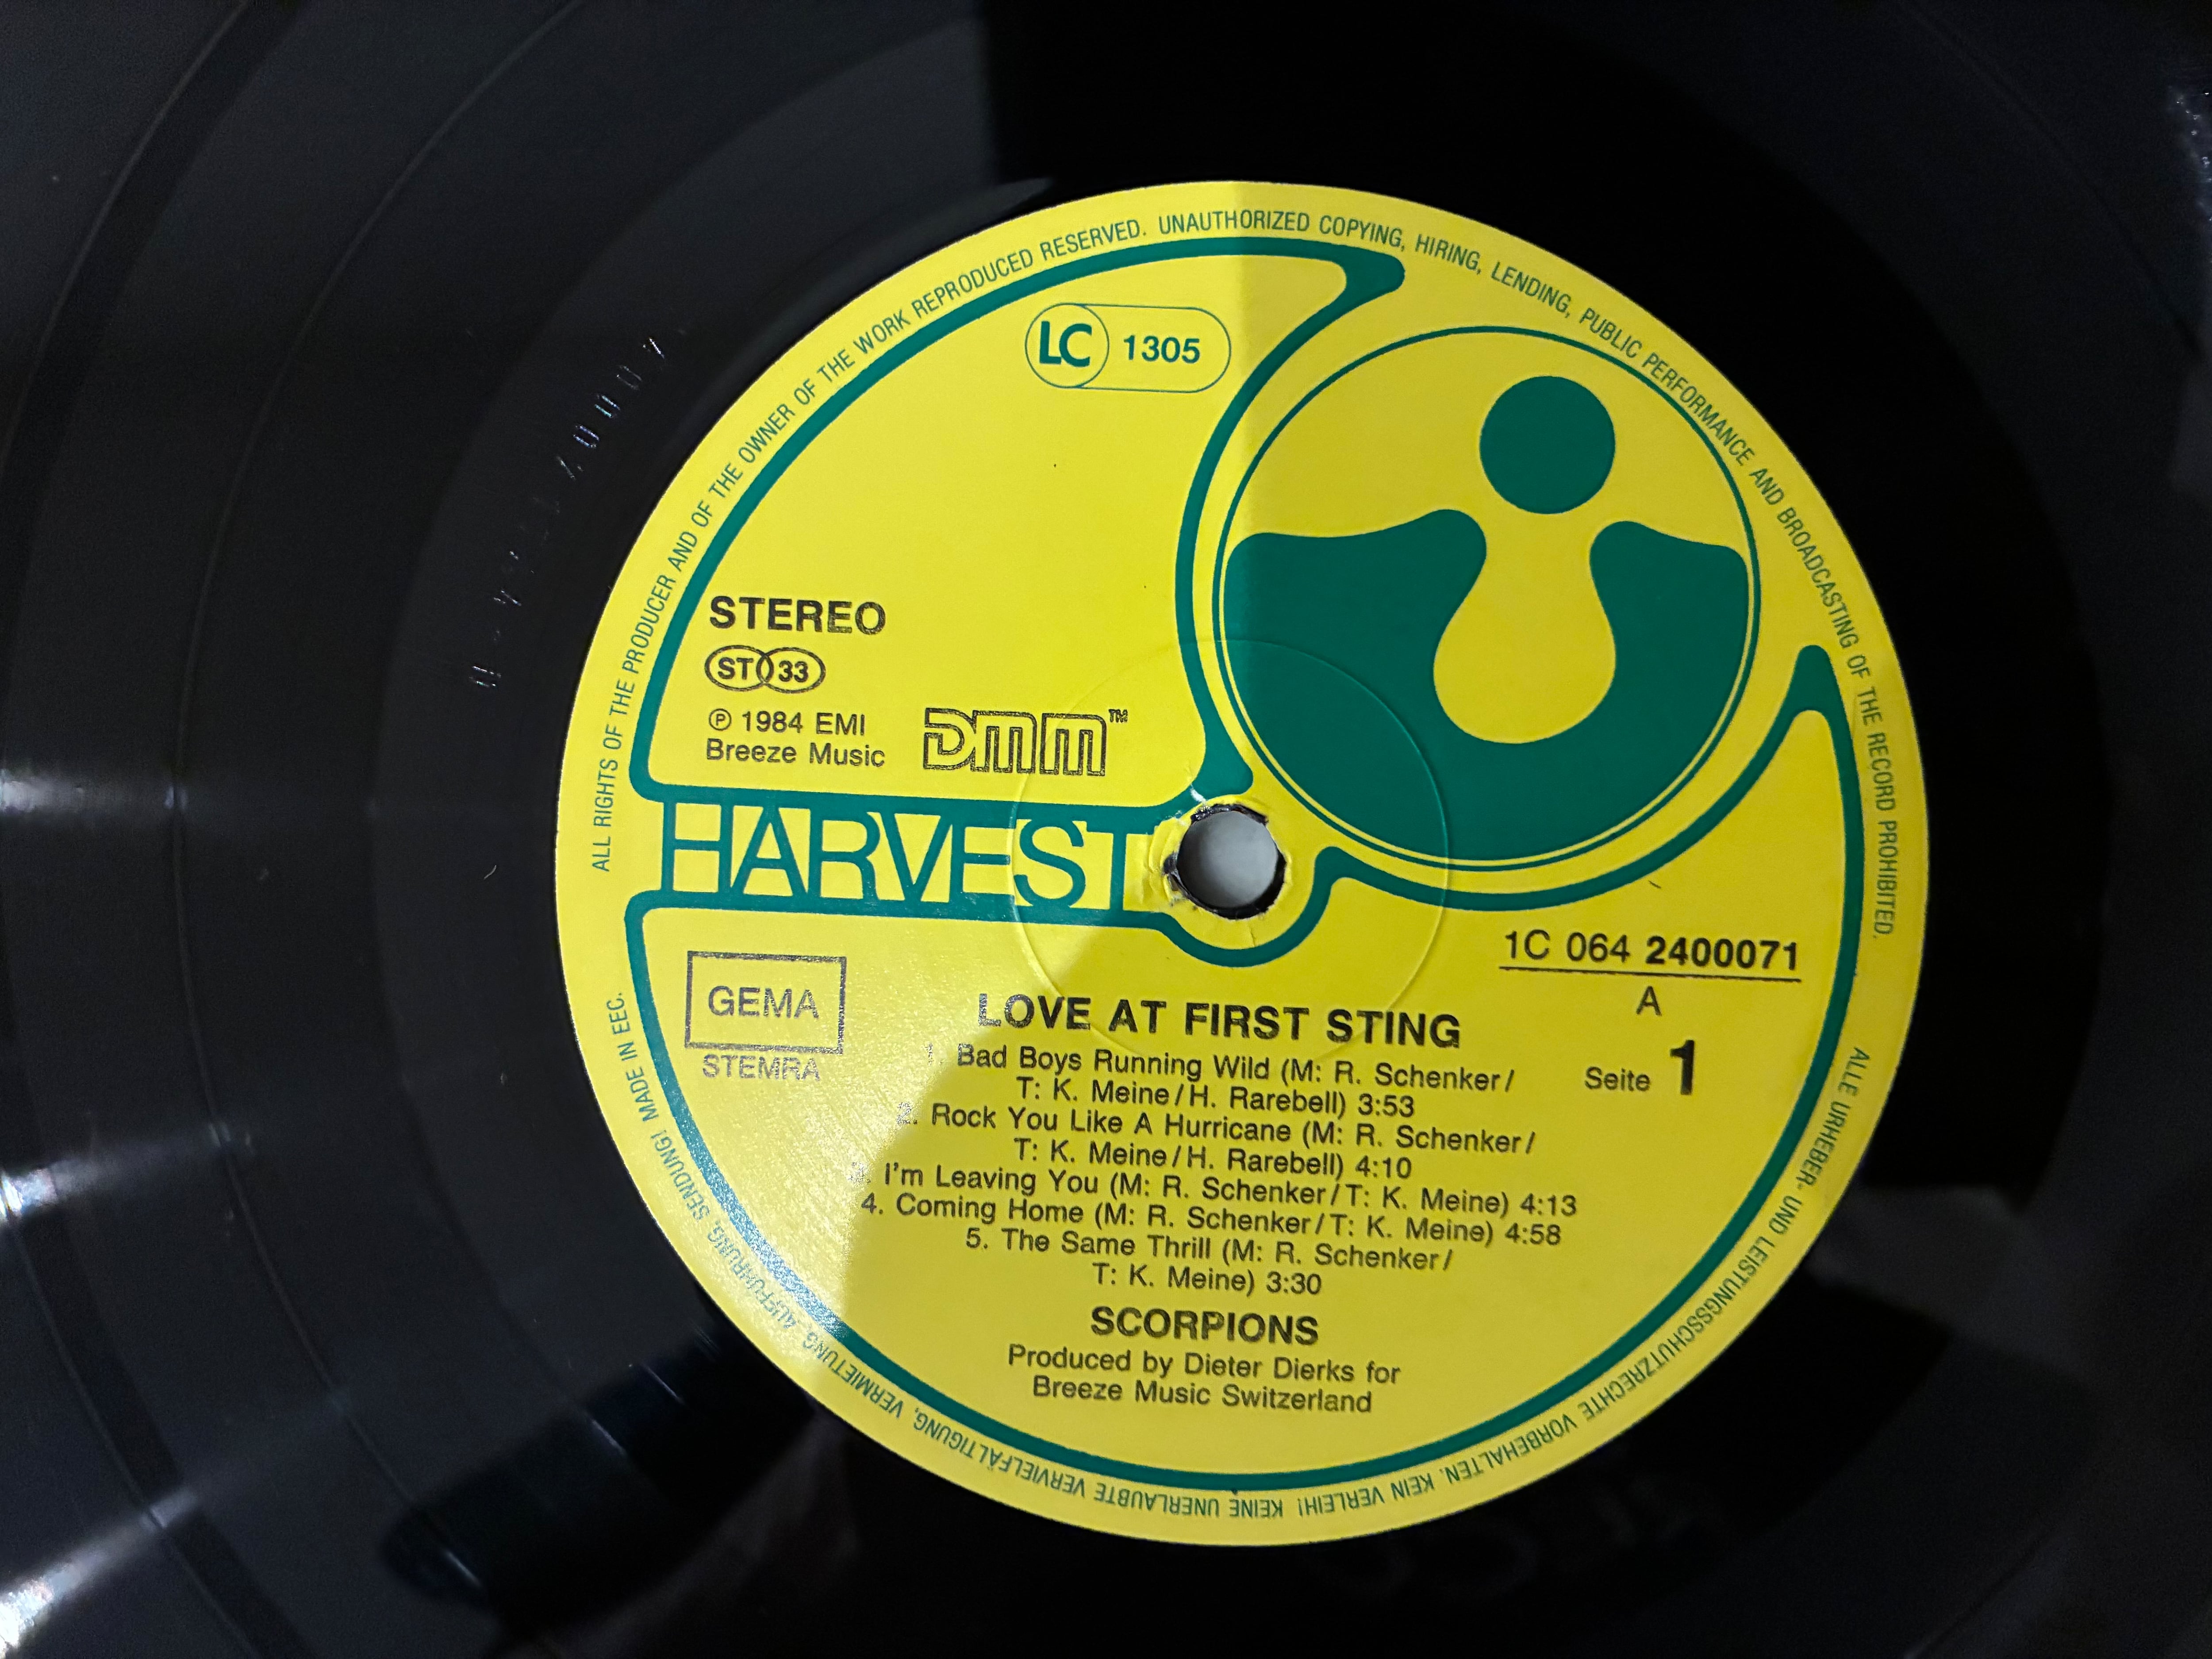 ALL RIGHTS OF THE PRODUCER AND OF THE OWNER OF THE WORK REPRODUCED RESERVED. UNAUTHORIZED COPYING, HIRING, LENDING, PUBLIC PERFORMANCE AND BROADCASTING OF THE RECORD PROHIBITED.
LC 1305
STEREO
ST 33
℗ 1984 EMI
Breeze Music
DMM™
HARVEST
GEMA
STEMRA
1C 064 2400071
A
Seite 1
LOVE AT FIRST STING
1. Bad Boys Running Wild (M: R. Schenker/
T: K. Meine/H. Rarebell) 3:53
2. Rock You Like A Hurricane (M: R. Schenker/
T: K. Meine/H. Rarebell) 4:10
3. I'm Leaving You (M: R. Schenker/T: K. Meine) 4:13
4. Coming Home (M: R. Schenker/T: K. Meine) 4:58
5. The Same Thrill (M: R. Schenker/
T: K. Meine) 3:30
SCORPIONS
Produced by Dieter Dierks for
Breeze Music Switzerland
ALLE URHEBER- UND LEISTUNGSSCHUTZRECHTE VORBEHALTEN. KEIN VERLEIH! KEINE UNERLAUBTE VERVIELFÄLTIGUNG, VERMIETUNG, AUFFÜHRUNG, SENDUNG! MADE IN EEC.